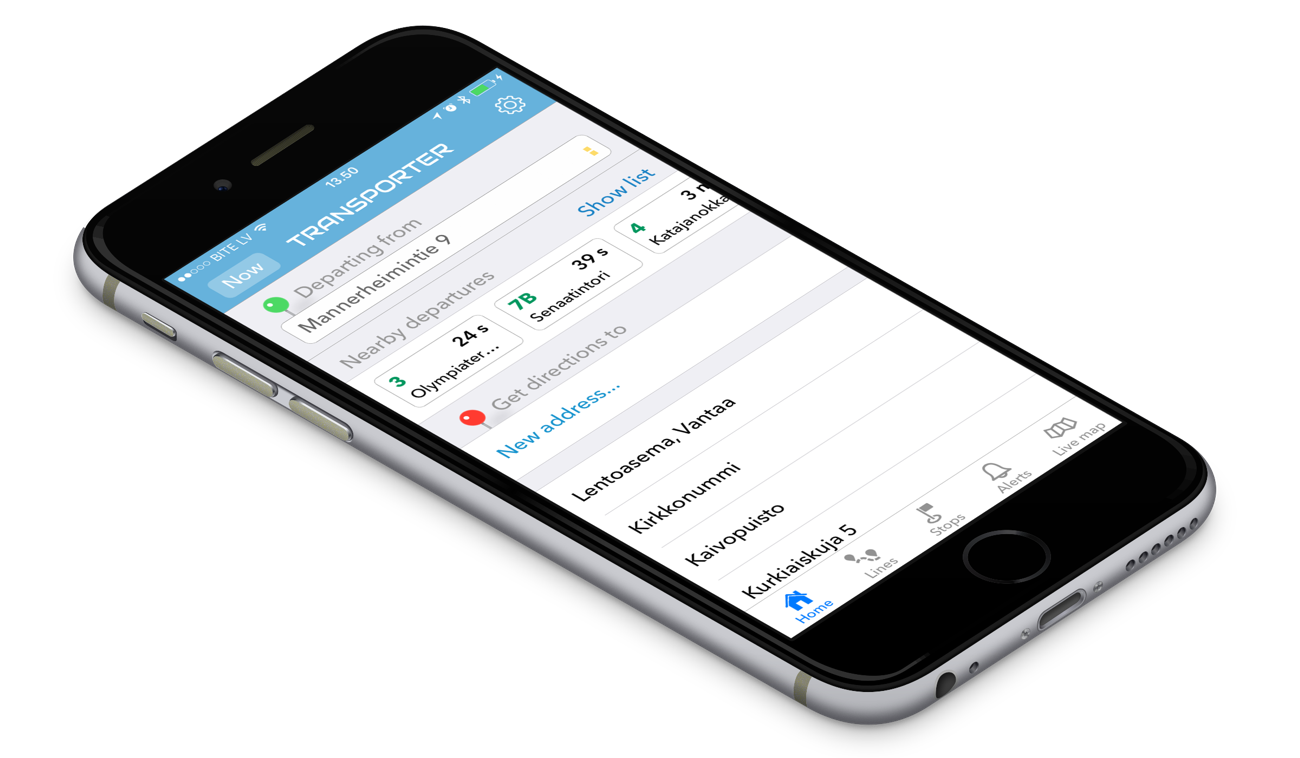 BITE LV
13.50
Now
TRANSPORTER
Departing from
Mannerheimintie 9
Nearby departures
Show list
3
24 s
Olympiater...
7B
39 s
Senaatintori
4
3
Katajanokka
Get directions to
New address...
Lentoasema, Vantaa
Kirkkonummi
Kaivopuisto
Kurkiaiskuja 5
Home
Lines
Stops
Alerts
Live map